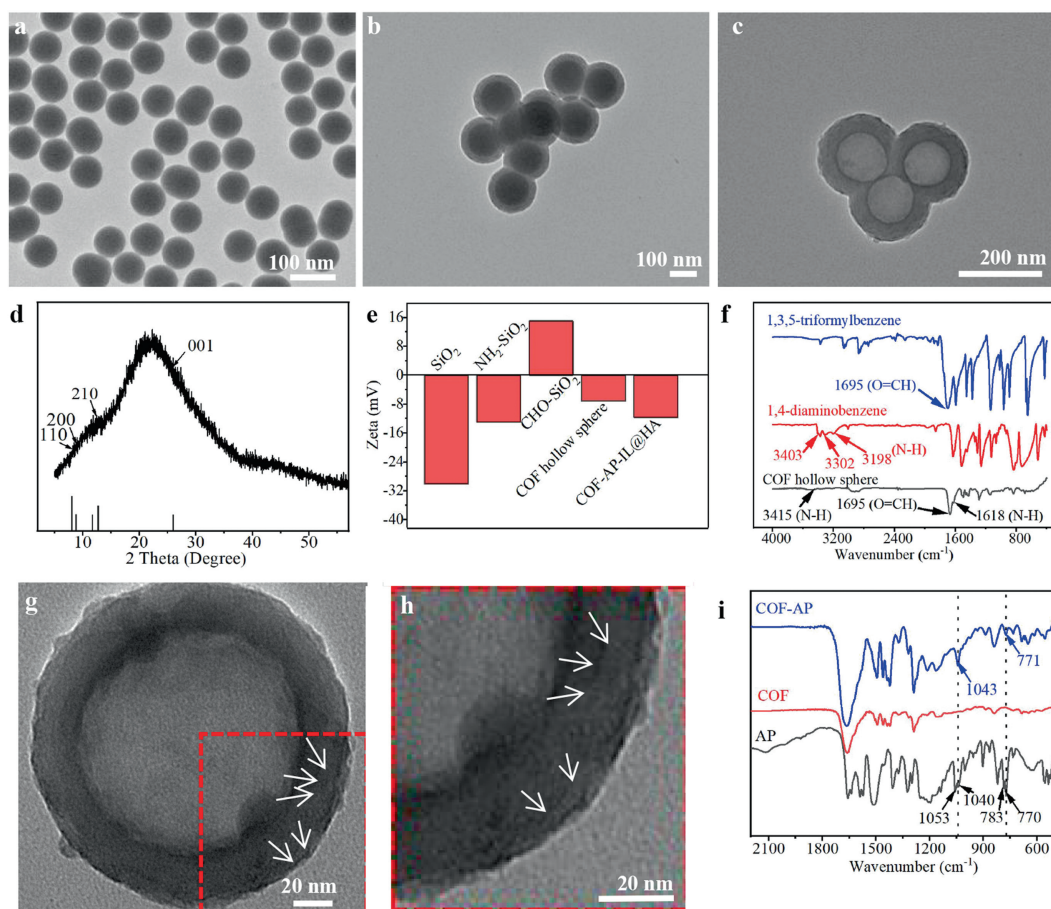 a
100 nm
b
100 nm
c
200 nm
d
001
210
200
110
10 20 30 40 50
2 Theta (Degree)
e
16
8
0
-8
-16
-24
-32
-40
Zeta (mV)
SiO2
NH2-SiO2
CHO-SiO2
COF hollow sphere
COF-AP-IL@HA
f
1,3,5-triformylbenzene
1695 (O=CH)
1,4-diaminobenzene
3403
3302
3198 (N-H)
COF hollow sphere
3415 (N-H)
1695 (O=CH)
1618 (N-H)
4000 3200 2400 1600 800
Wavenumber (cm-1)
g
20 nm
h
20 nm
i
COF-AP
771
1043
COF
AP
1053
1040
783
770
2100 1800 1500 1200 900 600
Wavenumber (cm-1)